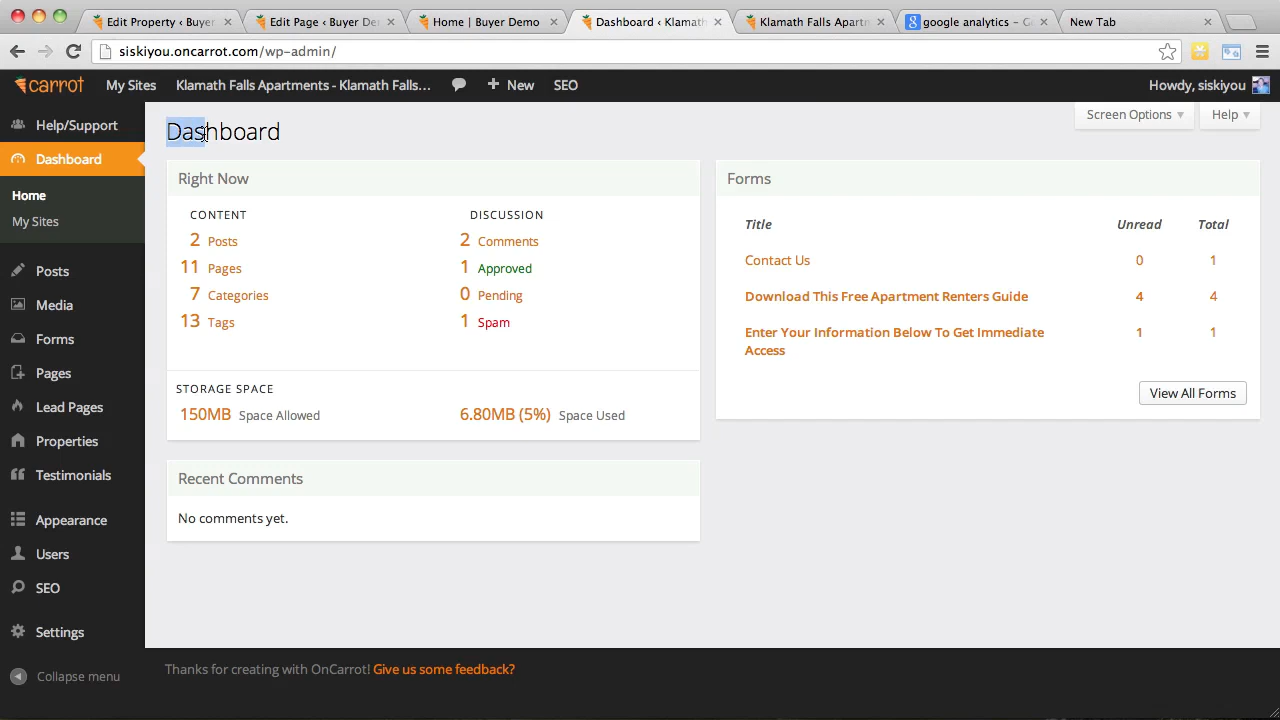 Edit Property ‹ Buyer
Edit Page ‹ Buyer De
Home | Buyer Demo
Dashboard ‹ Klamath
Klamath Falls Apartm
google analytics – G
New Tab
siskiyou.oncarrot.com/wp-admin/
carrot
My Sites
Klamath Falls Apartments - Klamath Falls...
New
SEO
Howdy, siskiyou
Help/Support
Dashboard
Home
My Sites
Posts
Media
Forms
Pages
Lead Pages
Properties
Testimonials
Appearance
Users
SEO
Settings
Collapse menu
Dashboard
Screen Options
Help
Right Now
CONTENT
2 Posts
11 Pages
7 Categories
13 Tags
DISCUSSION
2 Comments
1 Approved
0 Pending
1 Spam
STORAGE SPACE
150MB Space Allowed
6.80MB (5%) Space Used
Recent Comments
No comments yet.
Forms
Title Unread Total
Contact Us 0 1
Download This Free Apartment Renters Guide 4 4
Enter Your Information Below To Get Immediate 1 1
Access
View All Forms
Thanks for creating with OnCarrot! Give us some feedback?